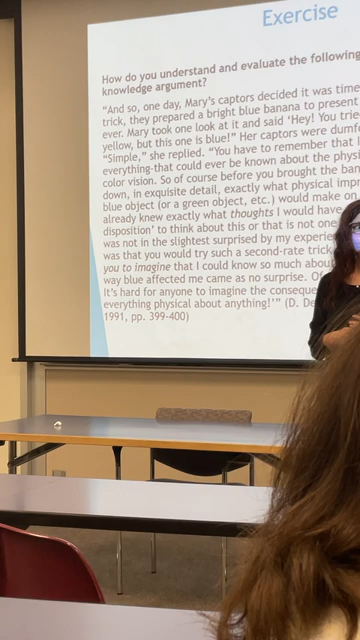 Exercise
How do you understand and evaluate the following
knowledge argument?
"And so, one day, Mary's captors decided it was time
trick, they prepared a bright blue banana to present
ever. Mary took one look at it and said 'Hey! You trie
yellow, but this one is blue!" Her captors were dumf
"Simple," she replied. "You have to remember that I
everything-that could ever be known about the physi
color vision. So of course before you brought the ban
down, in exquisite detail, exactly what physical imp
blue object (or a green object, etc.) would make on
already knew exactly what thoughts I would have
disposition' to think about this or that is not one
was not in the slightest surprised by my experie
was that you would try such a second-rate trick
you to imagine that I could know so much about
way blue affected me came as no surprise. O
It's hard for anyone to imagine the conseque
everything physical about anything!'" (D. De
1991, pp. 399-400)